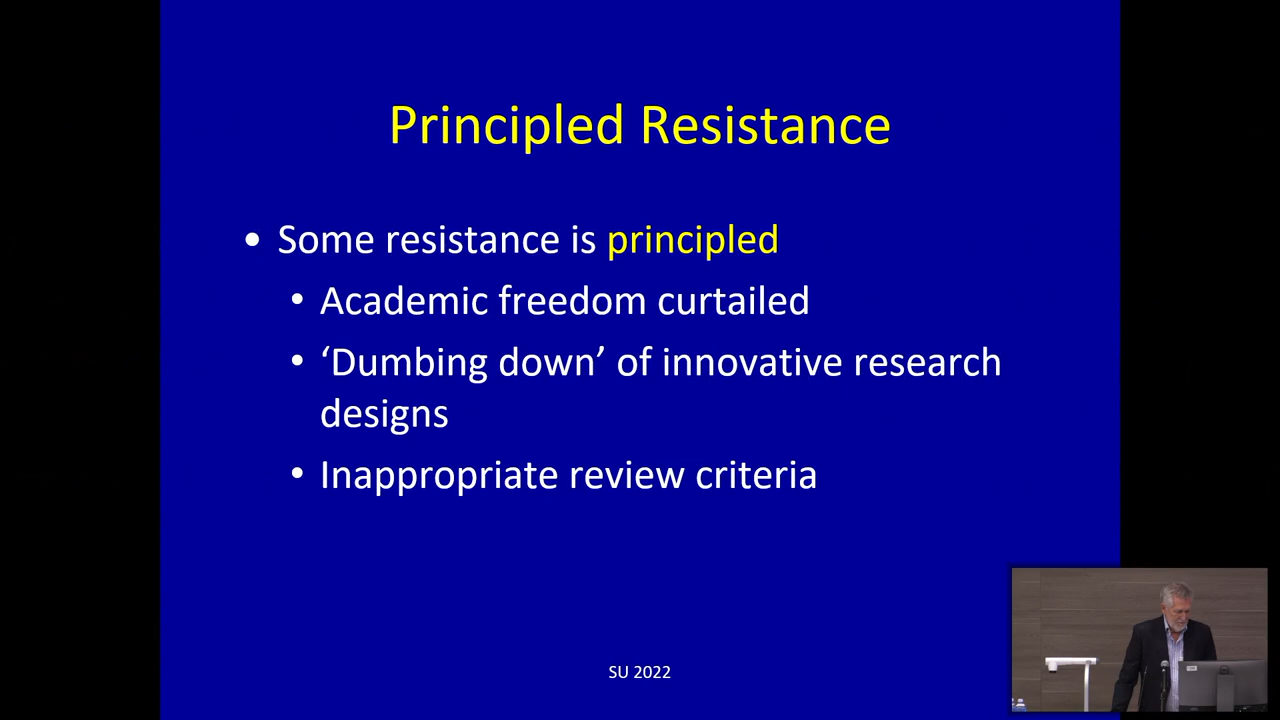 Principled Resistance
• Some resistance is principled
• Academic freedom curtailed
• ‘Dumbing down’ of innovative research
designs
• Inappropriate review criteria
SU 2022